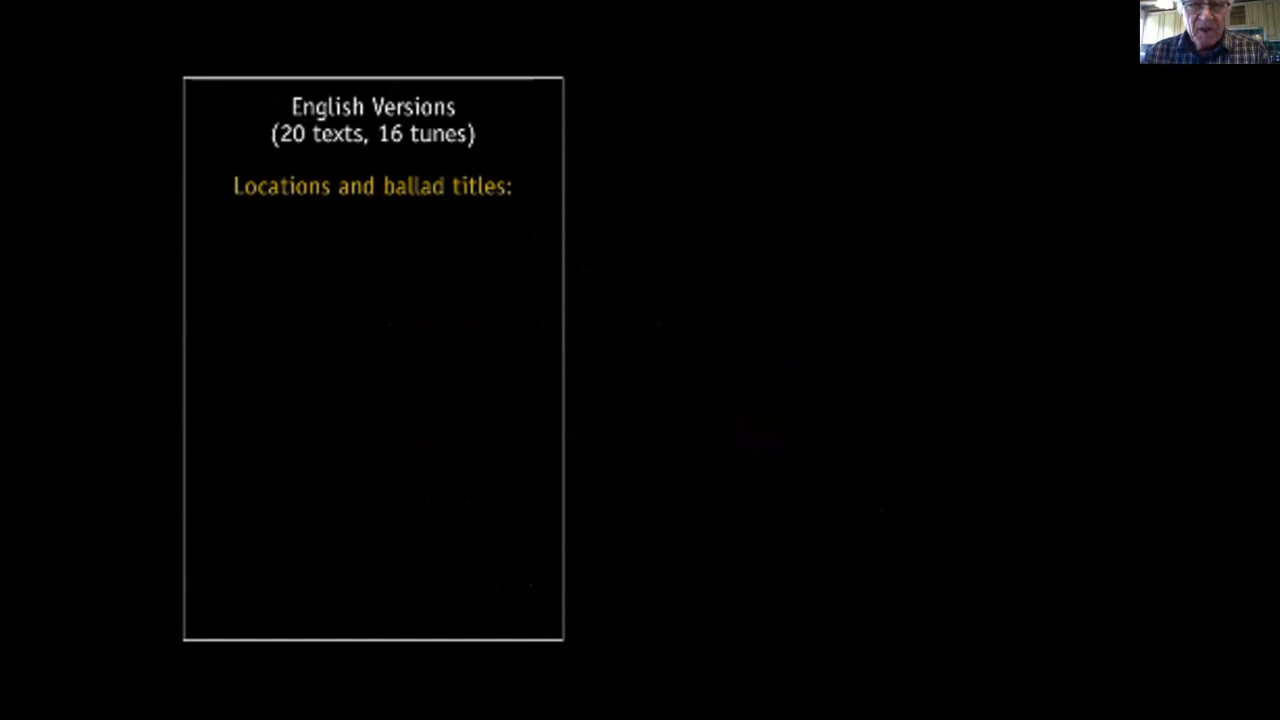 English Versions
(20 texts, 16 tunes)
Locations and ballad titles: